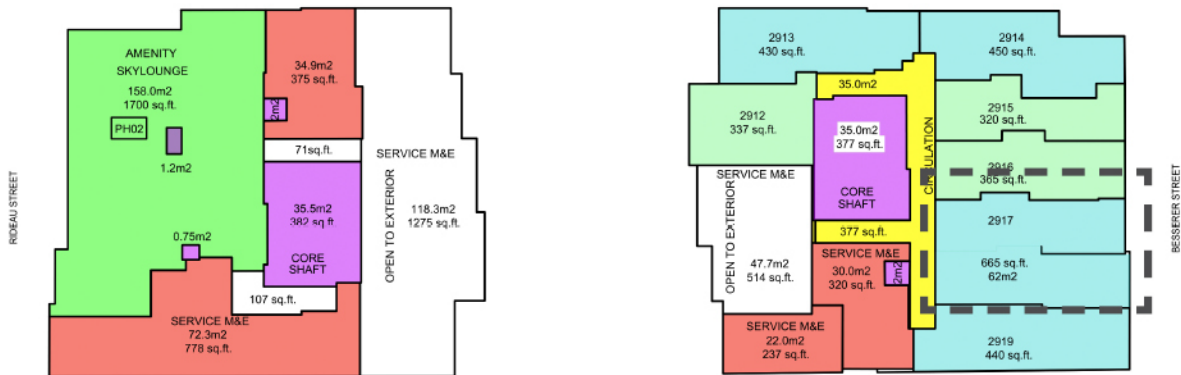 RIDEAU STREET
AMENITY
SKYLOUNGE
158.0m2
1700 sq.ft.
PH02
1.2m2
0.75m2
34.9m2
375 sq.ft.
2m2
71sq.ft.
35.5m2
382 sq.ft.
CORE
SHAFT
107 sq.ft.
SERVICE M&E
72.3m2
778 sq.ft.
SERVICE M&E
OPEN TO EXTERIOR
118.3m2
1275 sq.ft.
2913
430 sq.ft.
2914
450 sq.ft.
35.0m2
2912
337 sq.ft.
35.0m2
377 sq.ft.
CIRCULATION
2915
320 sq.ft.
2916
365 sq.ft.
SERVICE M&E
OPEN TO EXTERIOR
47.7m2
514 sq.ft.
CORE
SHAFT
377 sq.ft.
2917
665 sq.ft.
62m2
SERVICE M&E
30.0m2
320 sq.ft.
2m2
SERVICE M&E
22.0m2
237 sq.ft.
2919
440 sq.ft.
BESSERER STREET